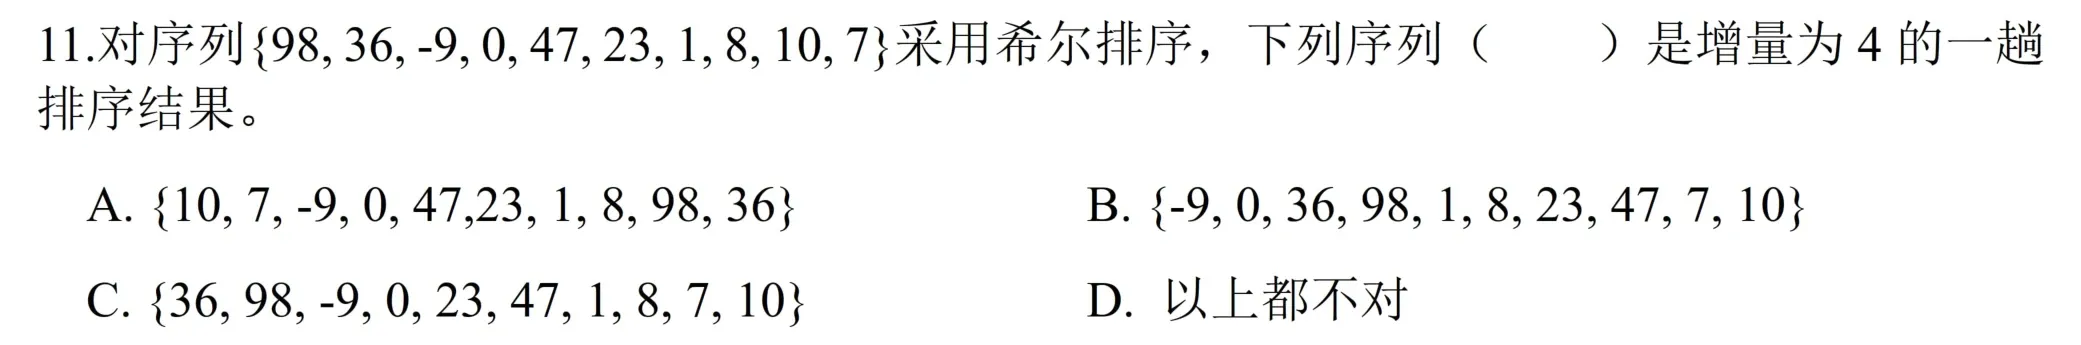 11.对序列{98, 36, -9, 0, 47, 23, 1, 8, 10, 7}采用希尔排序，下列序列（　　）是增量为 4 的一趟
排序结果。
A. {10, 7, -9, 0, 47,23, 1, 8, 98, 36}　　B. {-9, 0, 36, 98, 1, 8, 23, 47, 7, 10}
C. {36, 98, -9, 0, 23, 47, 1, 8, 7, 10}　　D. 以上都不对